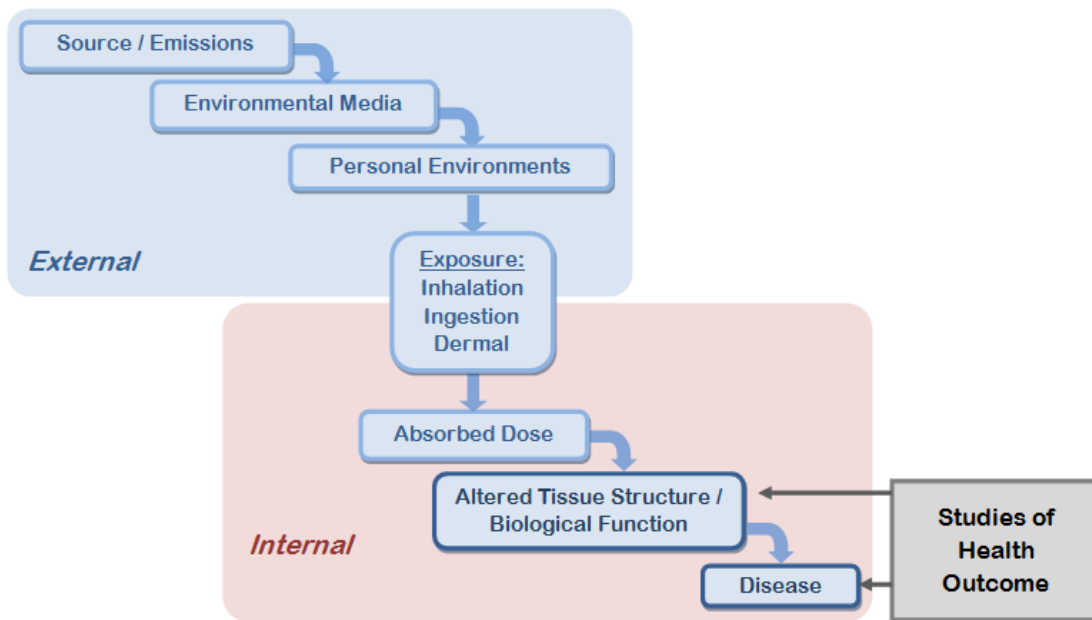 Source / Emissions
Environmental Media
Personal Environments
External
Exposure:
Inhalation
Ingestion
Dermal
Absorbed Dose
Altered Tissue Structure /
Biological Function
Internal
Disease
Studies of
Health
Outcome